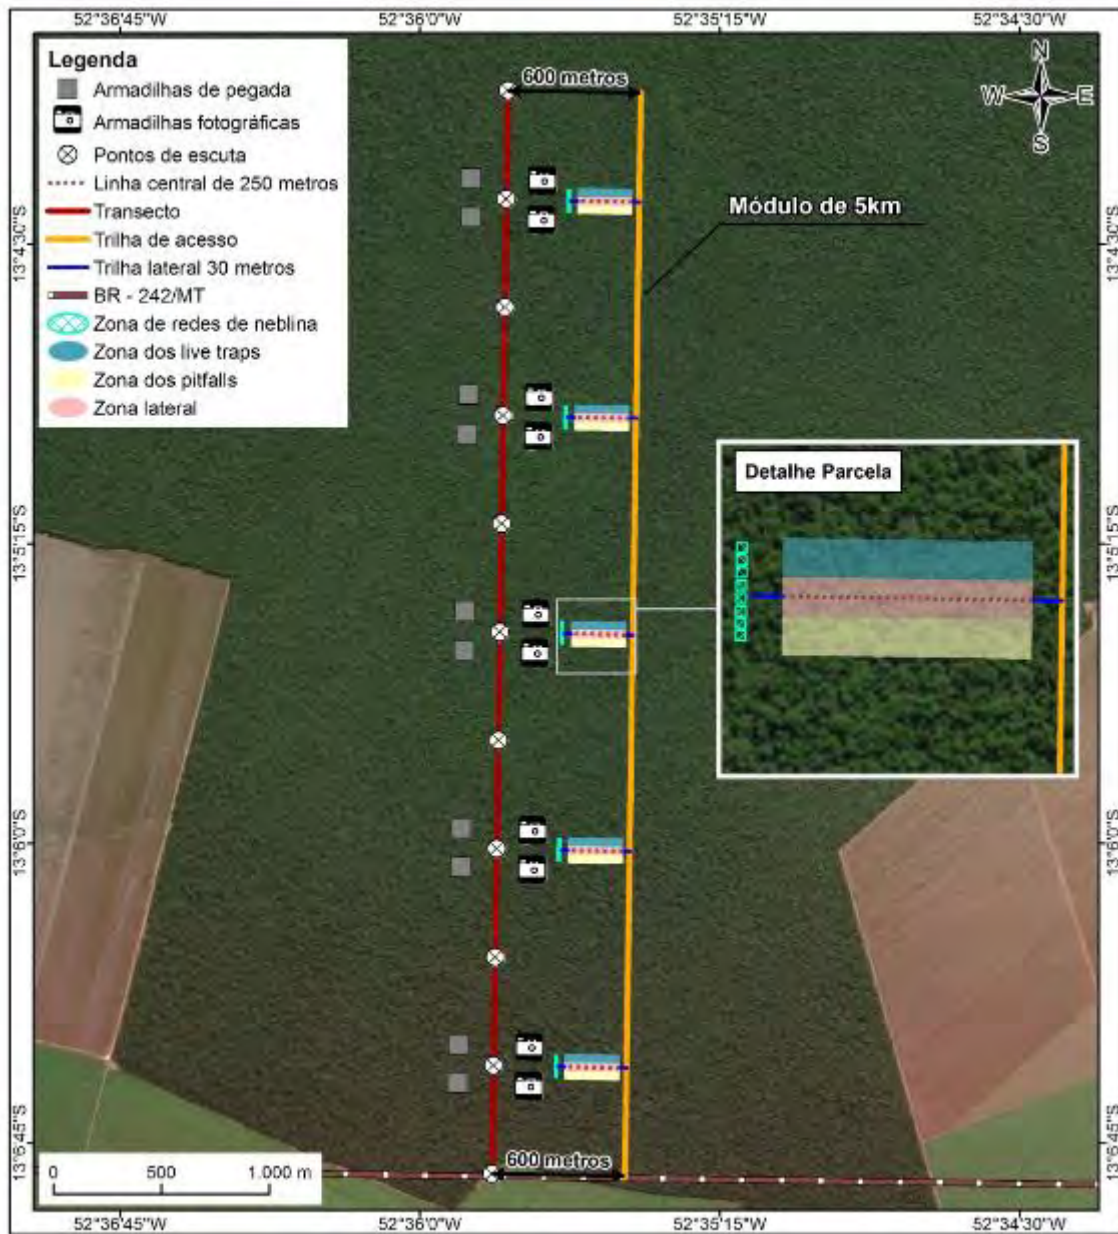 52°36'45"W 52°36'0"W 52°35'15"W 52°34'30"W
Legenda
Armadilhas de pegada
Armadilhas fotográficas
Pontos de escuta
Linha central de 250 metros
Transecto
Trilha de acesso
Trilha lateral 30 metros
BR - 242/MT
Zona de redes de neblina
Zona dos live traps
Zona dos pitfalls
Zona lateral
600 metros
N
W E
S
Módulo de 5km
13°4'30"S 13°4'30"S
Detalhe Parcela
13°5'15"S 13°5'15"S
13°6'0"S 13°6'0"S
13°6'45"S 13°6'45"S
600 metros
0 500 1.000 m
52°36'45"W 52°36'0"W 52°35'15"W 52°34'30"W